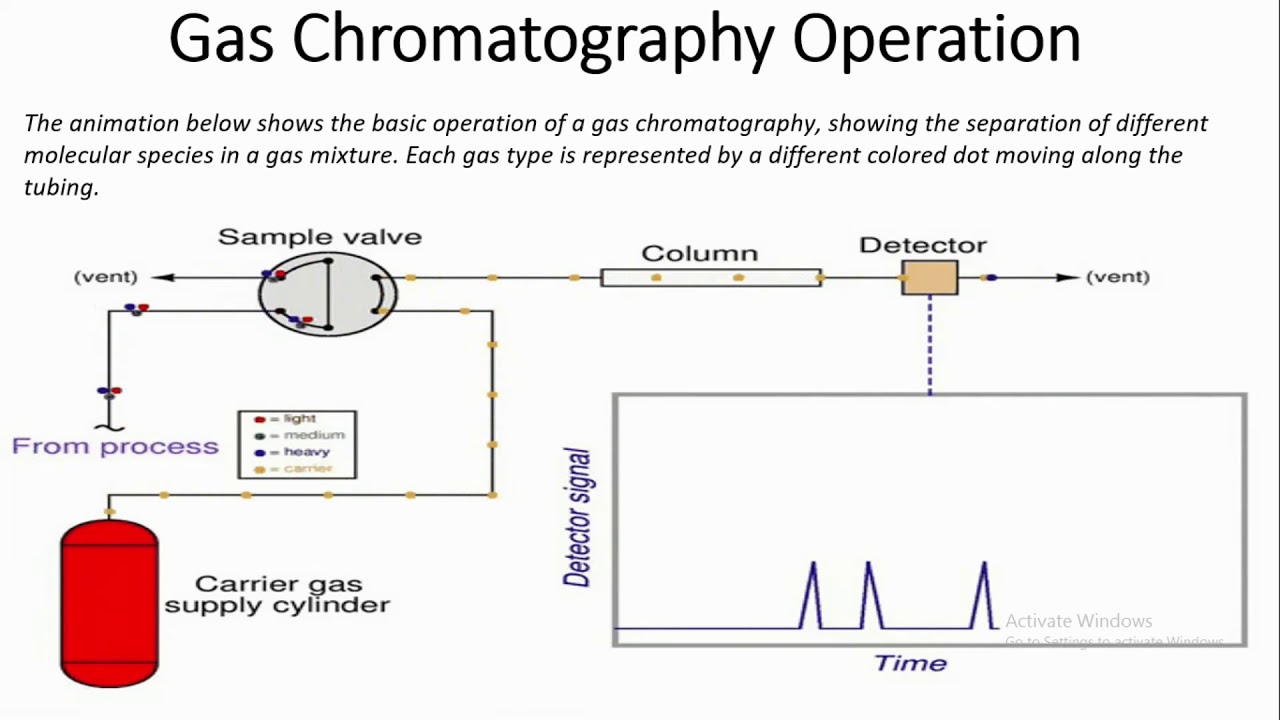 Gas Chromatography Operation
The animation below shows the basic operation of a gas chromatography, showing the separation of different
molecular species in a gas mixture. Each gas type is represented by a different colored dot moving along the
tubing.
Sample valve
Column
Detector
(vent)
(vent)
= light
= medium
= heavy
= carrier
From process
Carrier gas
supply cylinder
Detector signal
Time
Activate Windows
Go to Settings to activate Windows.